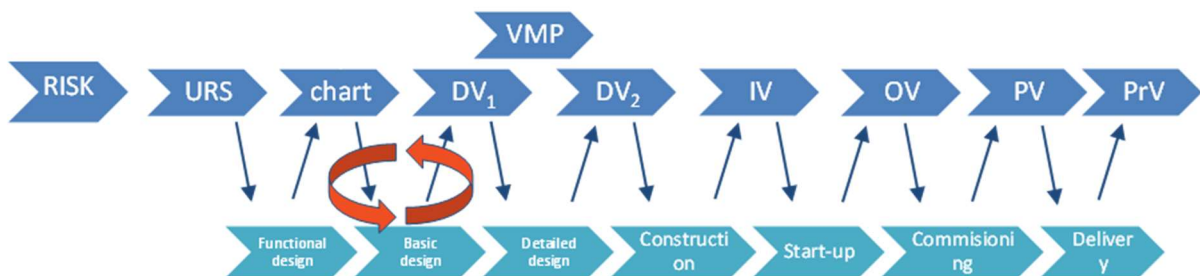 VMP
RISK
URS
chart
DV₁
DV₂
IV
OV
PV
PrV
Functional
design
Basic
design
Detailed
design
Constructi
on
Start-up
Commisioni
ng
Deliver
y